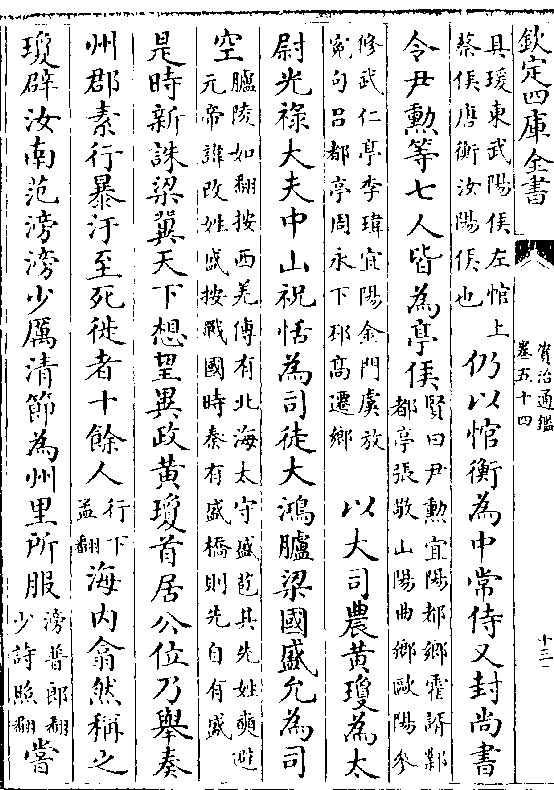 欽定四庫全書
資治通鑑
卷五十四
十三
具瑗東武陽侯左悺上
蔡侯唐衡汝陽侯也
仍以悺衡為中常侍又封尚書
令尹勲等七人皆為亭侯
賢曰尹勲宜陽都鄉霍諝鄴
都亭張敬山陽曲鄉歐陽參
修武仁亭李瑋宜陽金門虞放
寃句呂都亭周永下邳高遷鄉
以大司農黄瓊為太
尉光祿大夫中山祝恬為司徒大鴻臚梁國盛允為司
空
臚陵如翻按西羌傳有北海太守盛苞其先姓奭避
元帝諱改姓盛按戰國時秦有盛橋則先自有盛
是時新誅梁冀天下想望異政黄瓊首居公位乃舉奏
州郡素行暴汙至死徙者十餘人
行下
孟翻
海内翕然稱之
瓊辟汝南范滂滂少厲清節為州里所服
滂普郎翻
少詩照翻
嘗